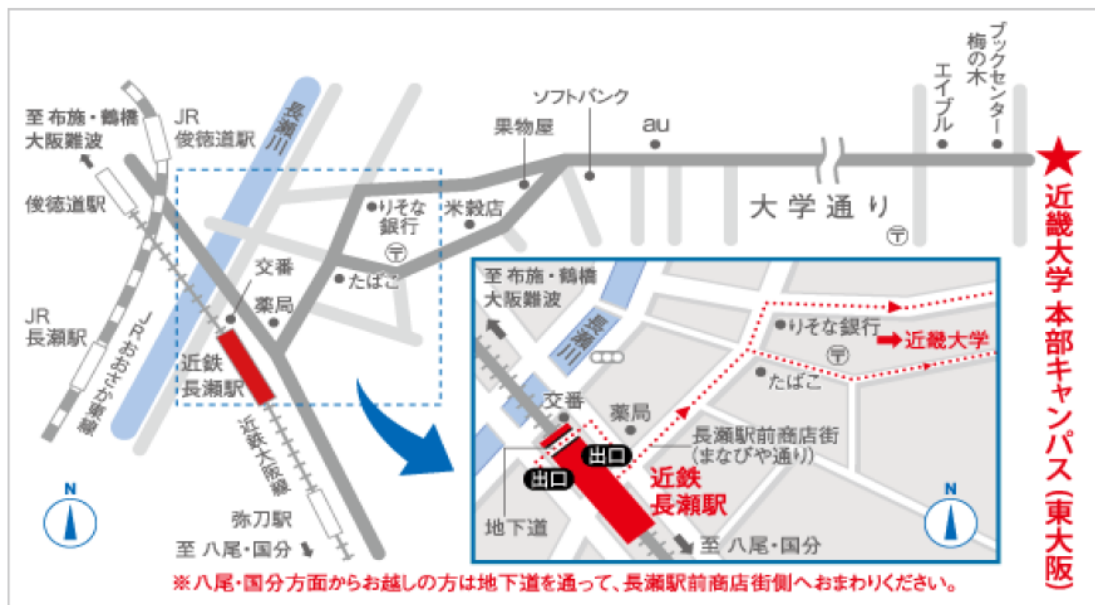 至 布施・鶴橋
大阪難波
JR
俊徳道駅
長瀬川
俊徳道駅
JR
長瀬駅
JRおおさか東線
交番
薬局
近鉄
長瀬駅
近鉄大阪線
弥刀駅
至 八尾・国分
りそな
銀行
〒
たばこ
米穀店
果物屋
ソフトバンク
au
大学通り
〒
エイブル
ブックセンター
梅の木
★近畿大学 本部キャンパス(東大阪)
N
至 布施・鶴橋
大阪難波
長瀬川
りそな銀行
〒
近畿大学
たばこ
交番
薬局
長瀬駅前商店街
(まなびや通り)
出口
出口
近鉄
長瀬駅
地下道
至 八尾・国分
N
※八尾・国分方面からお越しの方は地下道を通って、長瀬駅前商店街側へおまわりください。